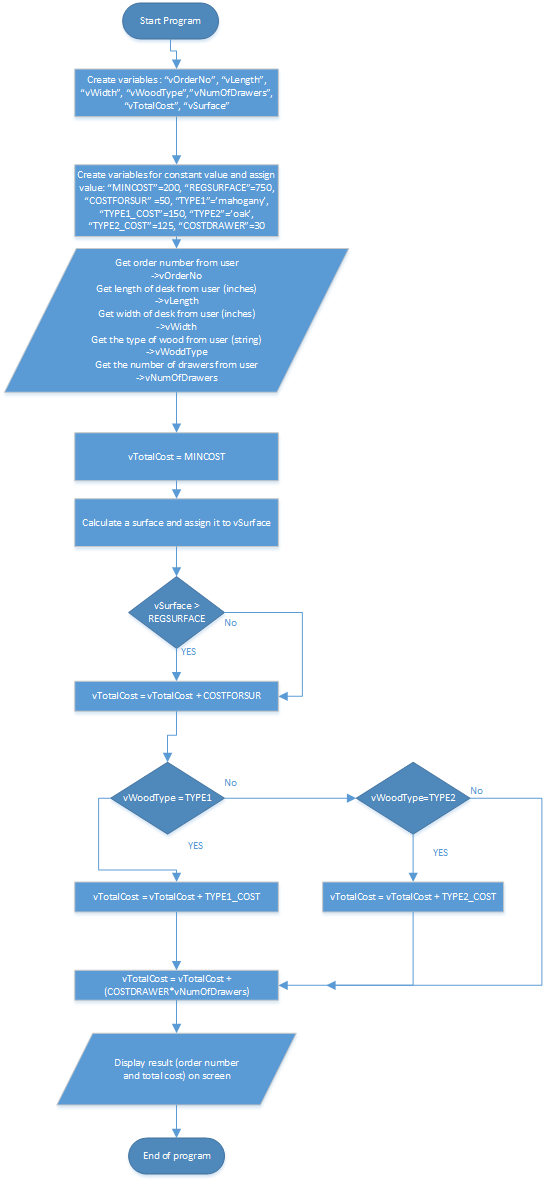 Start Program
Create variables : “vOrderNo”, “vLength”,
“vWidth”, “vWoodType”,”vNumOfDrawers”,
“vTotalCost”, “vSurface”
Create variables for constant value and assign
value: “MINCOST”=200, “REGSURFACE”=750,
“COSTFORSUR” =50, “TYPE1”=’mahogany’,
“TYPE1_COST”=150, “TYPE2”=’oak’,
“TYPE2_COST”=125, “COSTDRAWER”=30
Get order number from user
->vOrderNo
Get length of desk from user (inches)
->vLength
Get width of desk from user (inches)
->vWidth
Get the type of wood from user (string)
->vWoddType
Get the number of drawers from user
->vNumOfDrawers
vTotalCost = MINCOST
Calculate a surface and assign it to vSurface
vSurface >
REGSURFACE
No
YES
vTotalCost = vTotalCost + COSTFORSUR
vWoodType = TYPE1
No
vWoodType=TYPE2
No
YES
YES
vTotalCost = vTotalCost + TYPE1_COST
vTotalCost = vTotalCost + TYPE2_COST
vTotalCost = vTotalCost +
(COSTDRAWER*vNumOfDrawers)
Display result (order number
and total cost) on screen
End of program